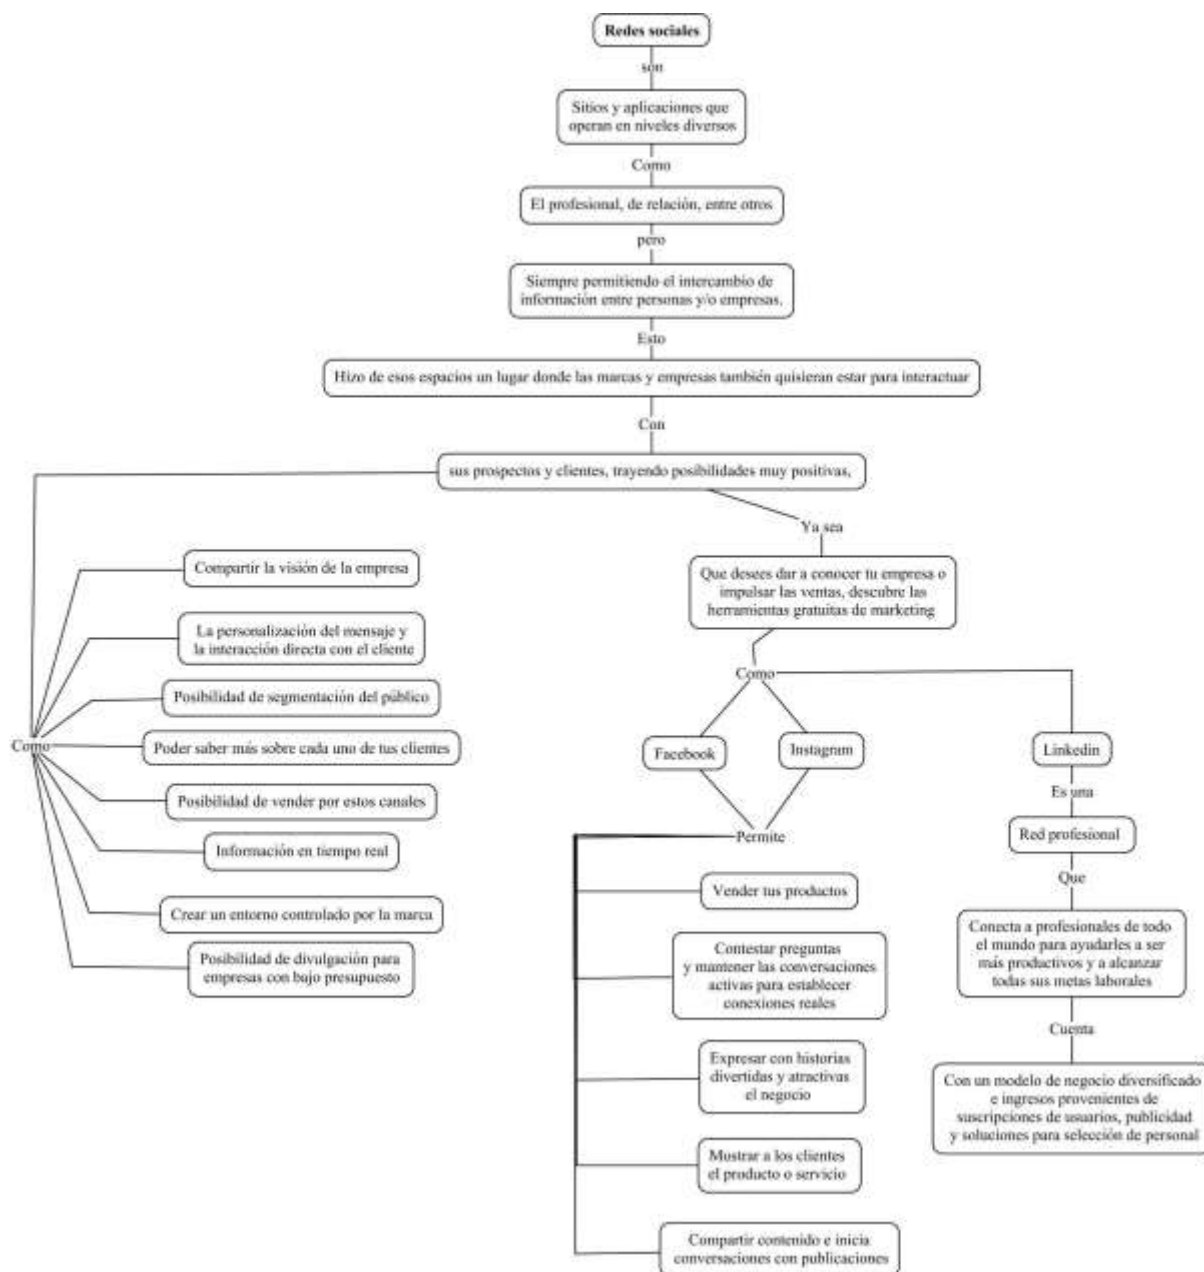 Redes sociales
son
Sitios y aplicaciones que
operan en niveles diversos
Como
El profesional, de relación, entre otros
pero
Siempre permitiendo el intercambio de
información entre personas y/o empresas.
Esto
Hizo de esos espacios un lugar donde las marcas y empresas también quisieran estar para interactuar
Con
sus prospectos y clientes, trayendo posibilidades muy positivas,
Como
Compartir la visión de la empresa
La personalización del mensaje y
la interacción directa con el cliente
Posibilidad de segmentación del público
Poder saber más sobre cada uno de tus clientes
Posibilidad de vender por estos canales
Información en tiempo real
Crear un entorno controlado por la marca
Posibilidad de divulgación para
empresas con bajo presupuesto
Ya sea
Que desees dar a conocer tu empresa o
impulsar las ventas, descubre las
herramientas gratuitas de marketing
Como
Facebook
Instagram
Permite
Vender tus productos
Contestar preguntas
y mantener las conversaciones
activas para establecer
conexiones reales
Expresar con historias
divertidas y atractivas
el negocio
Mostrar a los clientes
el producto o servicio
Compartir contenido e inicia
conversaciones con publicaciones
Linkedin
Es una
Red profesional
Que
Conecta a profesionales de todo
el mundo para ayudarles a ser
más productivos y a alcanzar
todas sus metas laborales
Cuenta
Con un modelo de negocio diversificado
e ingresos provenientes de
suscripciones de usuarios, publicidad
y soluciones para selección de personal